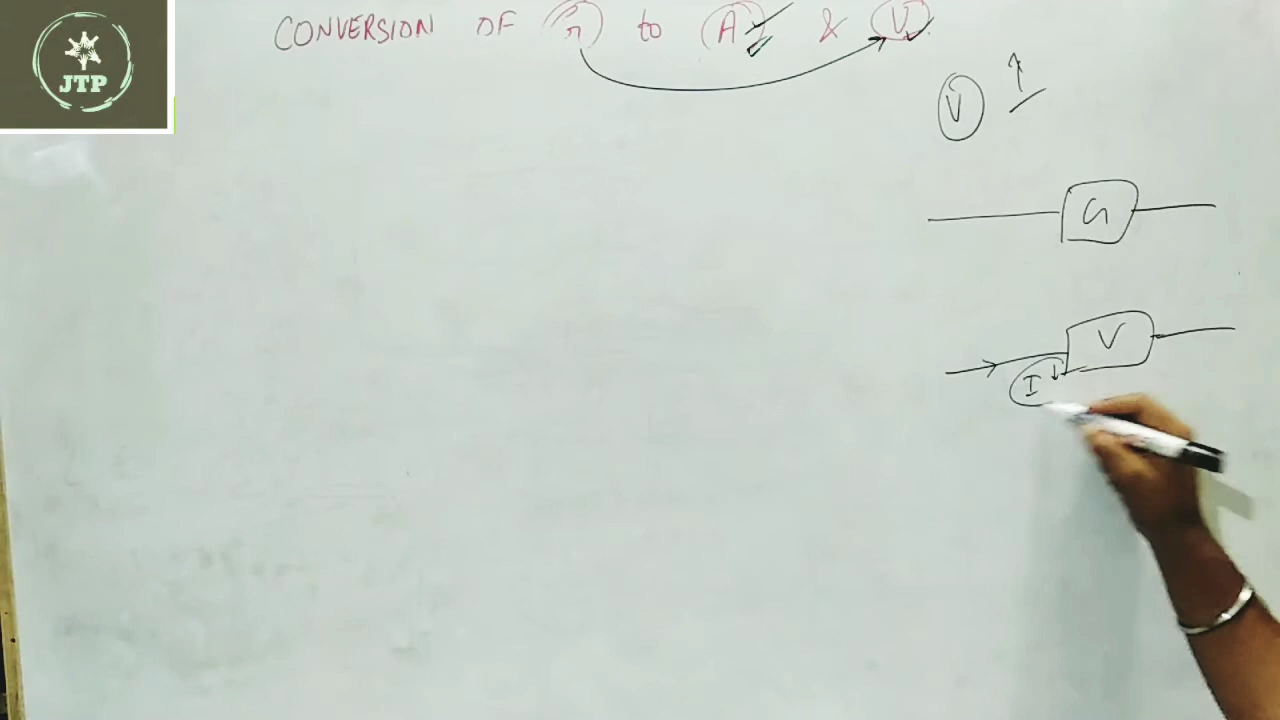 JTP
CONVERSION OF G to A & V
V ↑
G
V
I ↓